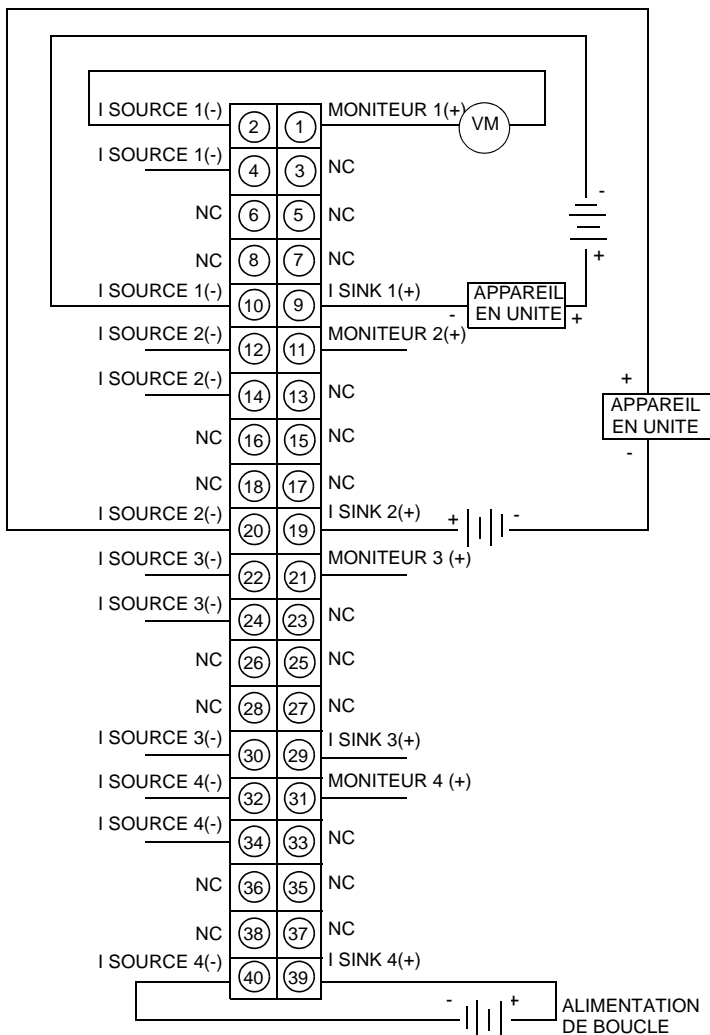 I SOURCE 1(-) 2 1 MONITEUR 1(+) VM
I SOURCE 1(-) 4 3 NC
-
NC 6 5 NC
+
NC 8 7 NC
I SOURCE 1(-) 10 9 I SINK 1(+) - APPAREIL
EN UNITE +
I SOURCE 2(-) 12 11 MONITEUR 2(+)
+
I SOURCE 2(-) 14 13 NC
APPAREIL
EN UNITE
-
NC 16 15 NC
NC 18 17 NC
I SOURCE 2(-) 20 19 I SINK 2(+) + -
I SOURCE 3(-) 22 21 MONITEUR 3 (+)
I SOURCE 3(-) 24 23 NC
NC 26 25 NC
NC 28 27 NC
I SOURCE 3(-) 30 29 I SINK 3(+)
I SOURCE 4(-) 32 31 MONITEUR 4 (+)
I SOURCE 4(-) 34 33 NC
NC 36 35 NC
NC 38 37 NC
I SOURCE 4(-) 40 39 I SINK 4(+)
- + ALIMENTATION
DE BOUCLE